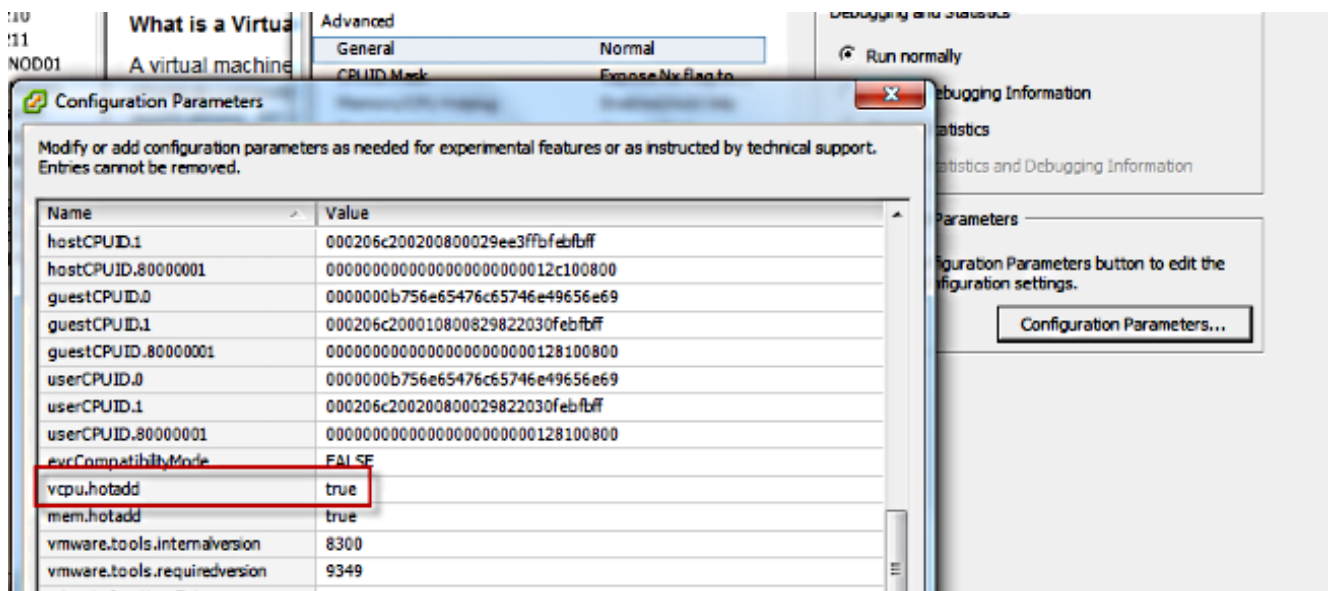 :10
:11
NOD01
What is a Virtua
A virtual machine
Advanced
General Normal
CPUID Mask Expose Nx flag to
Debugging and Statistics
Run normally
ebugging Information
tatistics
tatistics and Debugging Information
Parameters
figuration Parameters button to edit the
nfiguration settings.
Configuration Parameters...
Configuration Parameters
Modify or add configuration parameters as needed for experimental features or as instructed by technical support.
Entries cannot be removed.
Name Value
hostCPUID.1 000206c200200800029ee3ffbfebfbff
hostCPUID.80000001 0000000000000000000000012c100800
guestCPUID.0 0000000b756e65476c65746e49656e69
guestCPUID.1 000206c200010800829822030febfbff
guestCPUID.80000001 00000000000000000000000128100800
userCPUID.0 0000000b756e65476c65746e49656e69
userCPUID.1 000206c200200800029822030febfbff
userCPUID.80000001 00000000000000000000000128100800
evcCompatibilityMode FALSE
vcpu.hotadd true
mem.hotadd true
vmware.tools.internalversion 8300
vmware.tools.requiredversion 9349